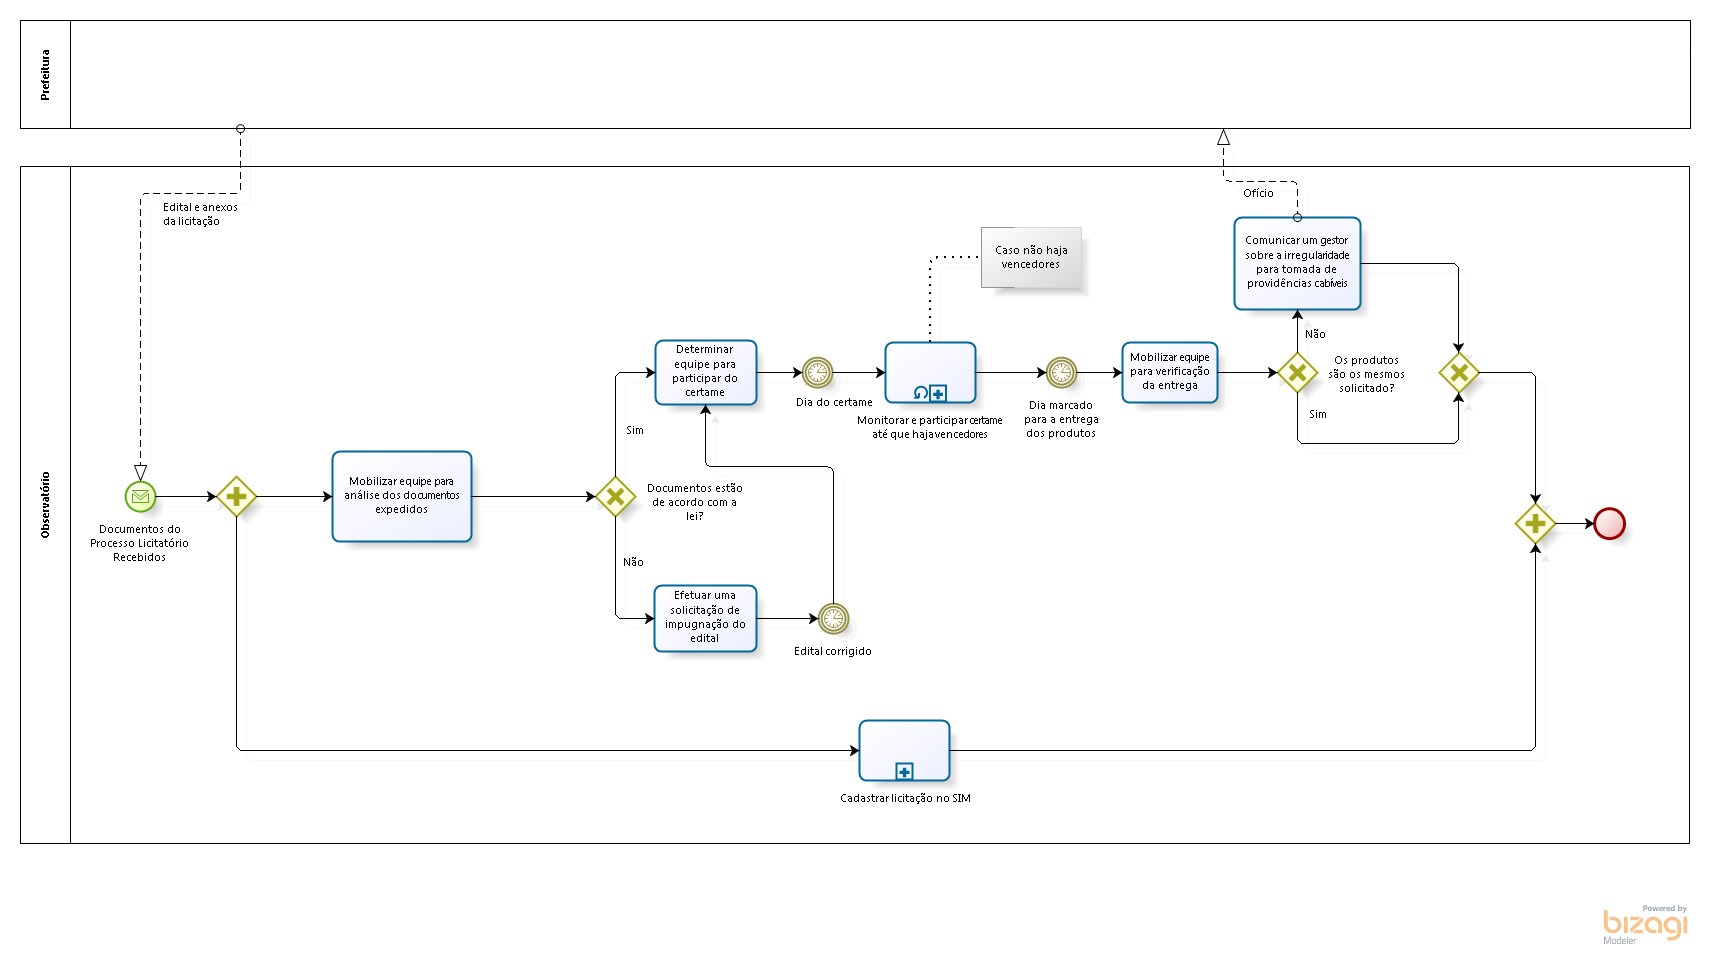 Prefeitura
Edital e anexos
da licitação
Ofício
Observatório
Comunicar um gestor
sobre a irregularidade
para tomada de
providências cabíveis
Caso não haja
vencedores
Não
Determinar
equipe para
participar do
certame
Dia do certame
Monitorar e participar certame
até que haja vencedores
Dia marcado
para a entrega
dos produtos
Mobilizar equipe
para verificação
da entrega
Os produtos
são os mesmos
solicitado?
Sim
Sim
Documentos do
Processo Licitatório
Recebidos
Mobilizar equipe para
análise dos documentos
expedidos
Documentos estão
de acordo com a
lei?
Não
Efetuar uma
solicitação de
impugnação do
edital
Edital corrigido
Cadastrar licitação no SIM
Powered by
bizagi
Modeler